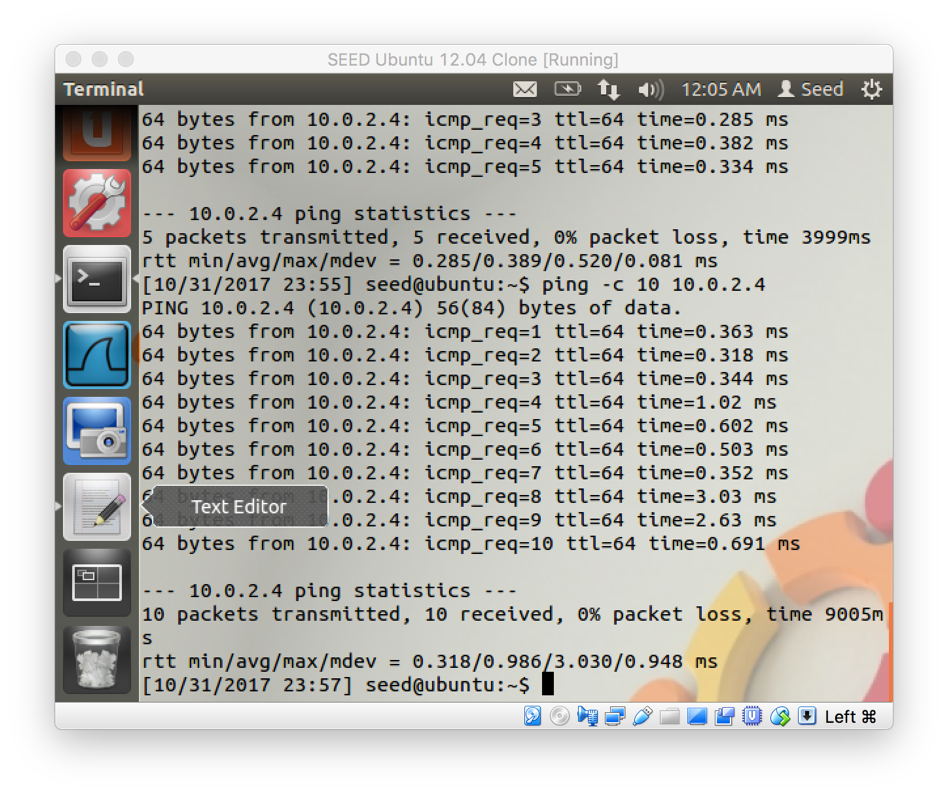 SEED Ubuntu 12.04 Clone [Running]
Terminal 12:05 AM Seed
64 bytes from 10.0.2.4: icmp_req=3 ttl=64 time=0.285 ms
64 bytes from 10.0.2.4: icmp_req=4 ttl=64 time=0.382 ms
64 bytes from 10.0.2.4: icmp_req=5 ttl=64 time=0.334 ms
--- 10.0.2.4 ping statistics ---
5 packets transmitted, 5 received, 0% packet loss, time 3999ms
rtt min/avg/max/mdev = 0.285/0.389/0.520/0.081 ms
[10/31/2017 23:55] seed@ubuntu:~$ ping -c 10 10.0.2.4
PING 10.0.2.4 (10.0.2.4) 56(84) bytes of data.
64 bytes from 10.0.2.4: icmp_req=1 ttl=64 time=0.363 ms
64 bytes from 10.0.2.4: icmp_req=2 ttl=64 time=0.318 ms
64 bytes from 10.0.2.4: icmp_req=3 ttl=64 time=0.344 ms
64 bytes from 10.0.2.4: icmp_req=4 ttl=64 time=1.02 ms
64 bytes from 10.0.2.4: icmp_req=5 ttl=64 time=0.602 ms
64 bytes from 10.0.2.4: icmp_req=6 ttl=64 time=0.503 ms
64 bytes from 10.0.2.4: icmp_req=7 ttl=64 time=0.352 ms
.0.2.4: icmp_req=8 ttl=64 time=3.03 ms
Text Editor
.0.2.4: icmp_req=9 ttl=64 time=2.63 ms
64 bytes from 10.0.2.4: icmp_req=10 ttl=64 time=0.691 ms
--- 10.0.2.4 ping statistics ---
10 packets transmitted, 10 received, 0% packet loss, time 9005m
s
rtt min/avg/max/mdev = 0.318/0.986/3.030/0.948 ms
[10/31/2017 23:57] seed@ubuntu:~$
Left ⌘